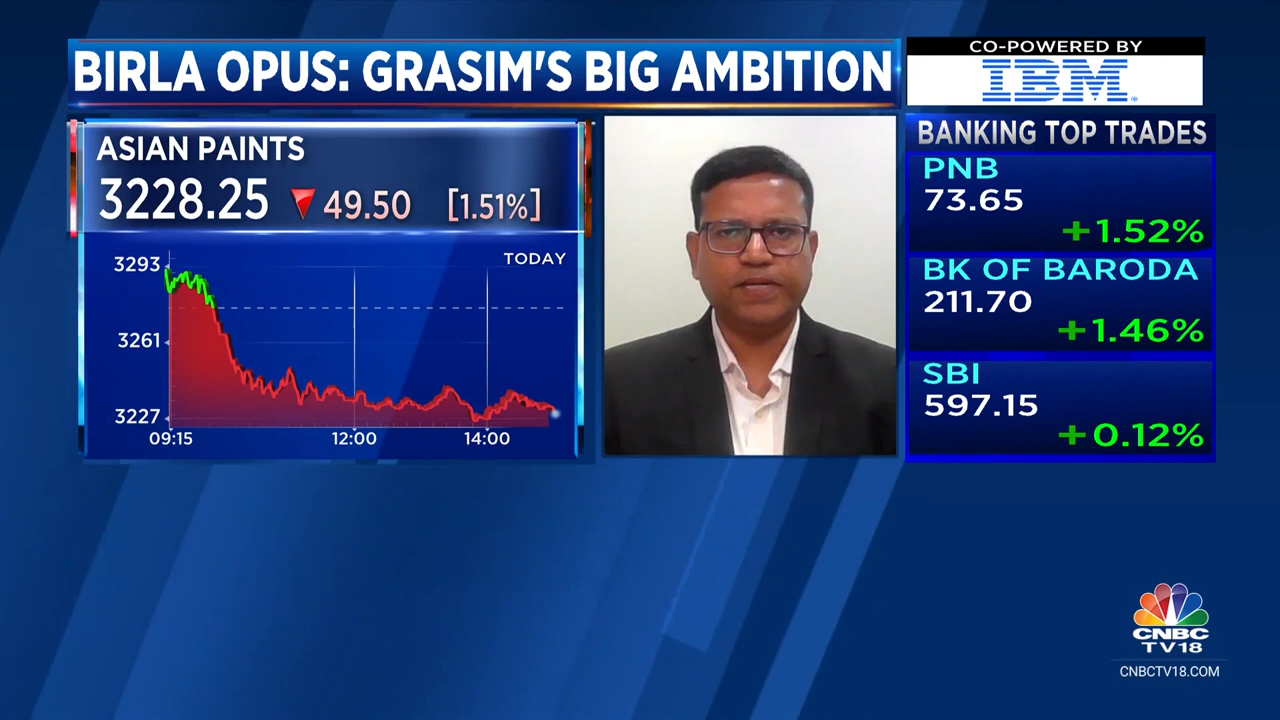 BIRLA OPUS: GRASIM'S BIG AMBITION
CO-POWERED BY
IBM
ASIAN PAINTS
3228.25 49.50 [1.51%]
TODAY
3293
3261
3227
09:15 12:00 14:00
BANKING TOP TRADES
PNB
73.65
+1.52%
BK OF BARODA
211.70
+1.46%
SBI
597.15
+0.12%
CNBC
TV18
CNBCTV18.COM